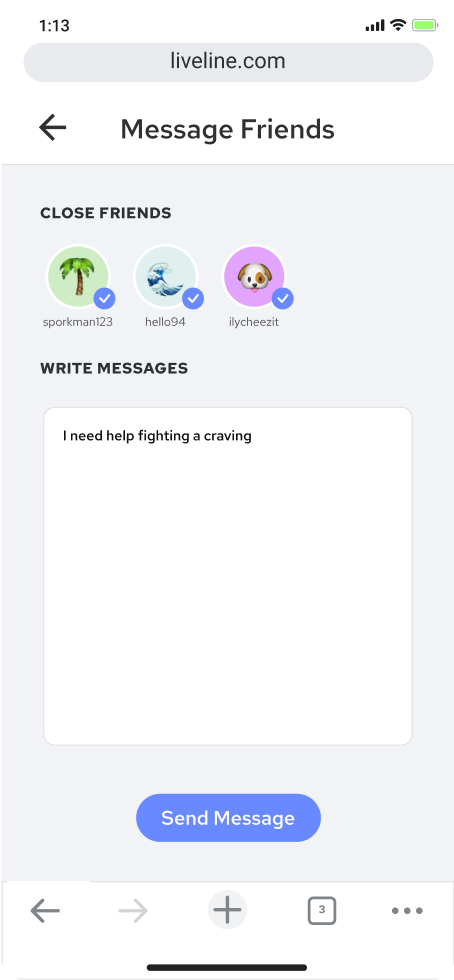 1:13
liveline.com
Message Friends
CLOSE FRIENDS
sporkman123 hello94 ilycheezit
WRITE MESSAGES
I need help fighting a craving
Send Message
3